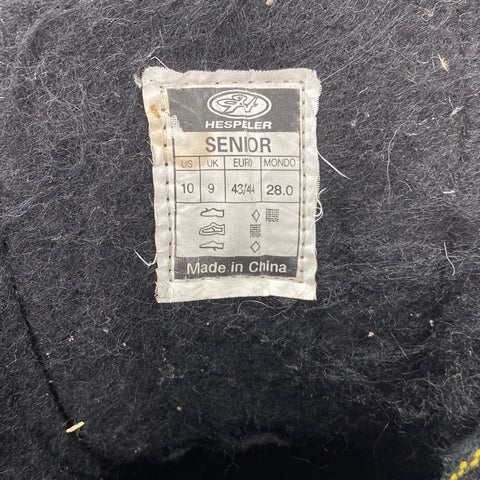 HESPELER
SENIOR
US UK EURO MONDO
10 9 43/44 28.0
Made in China